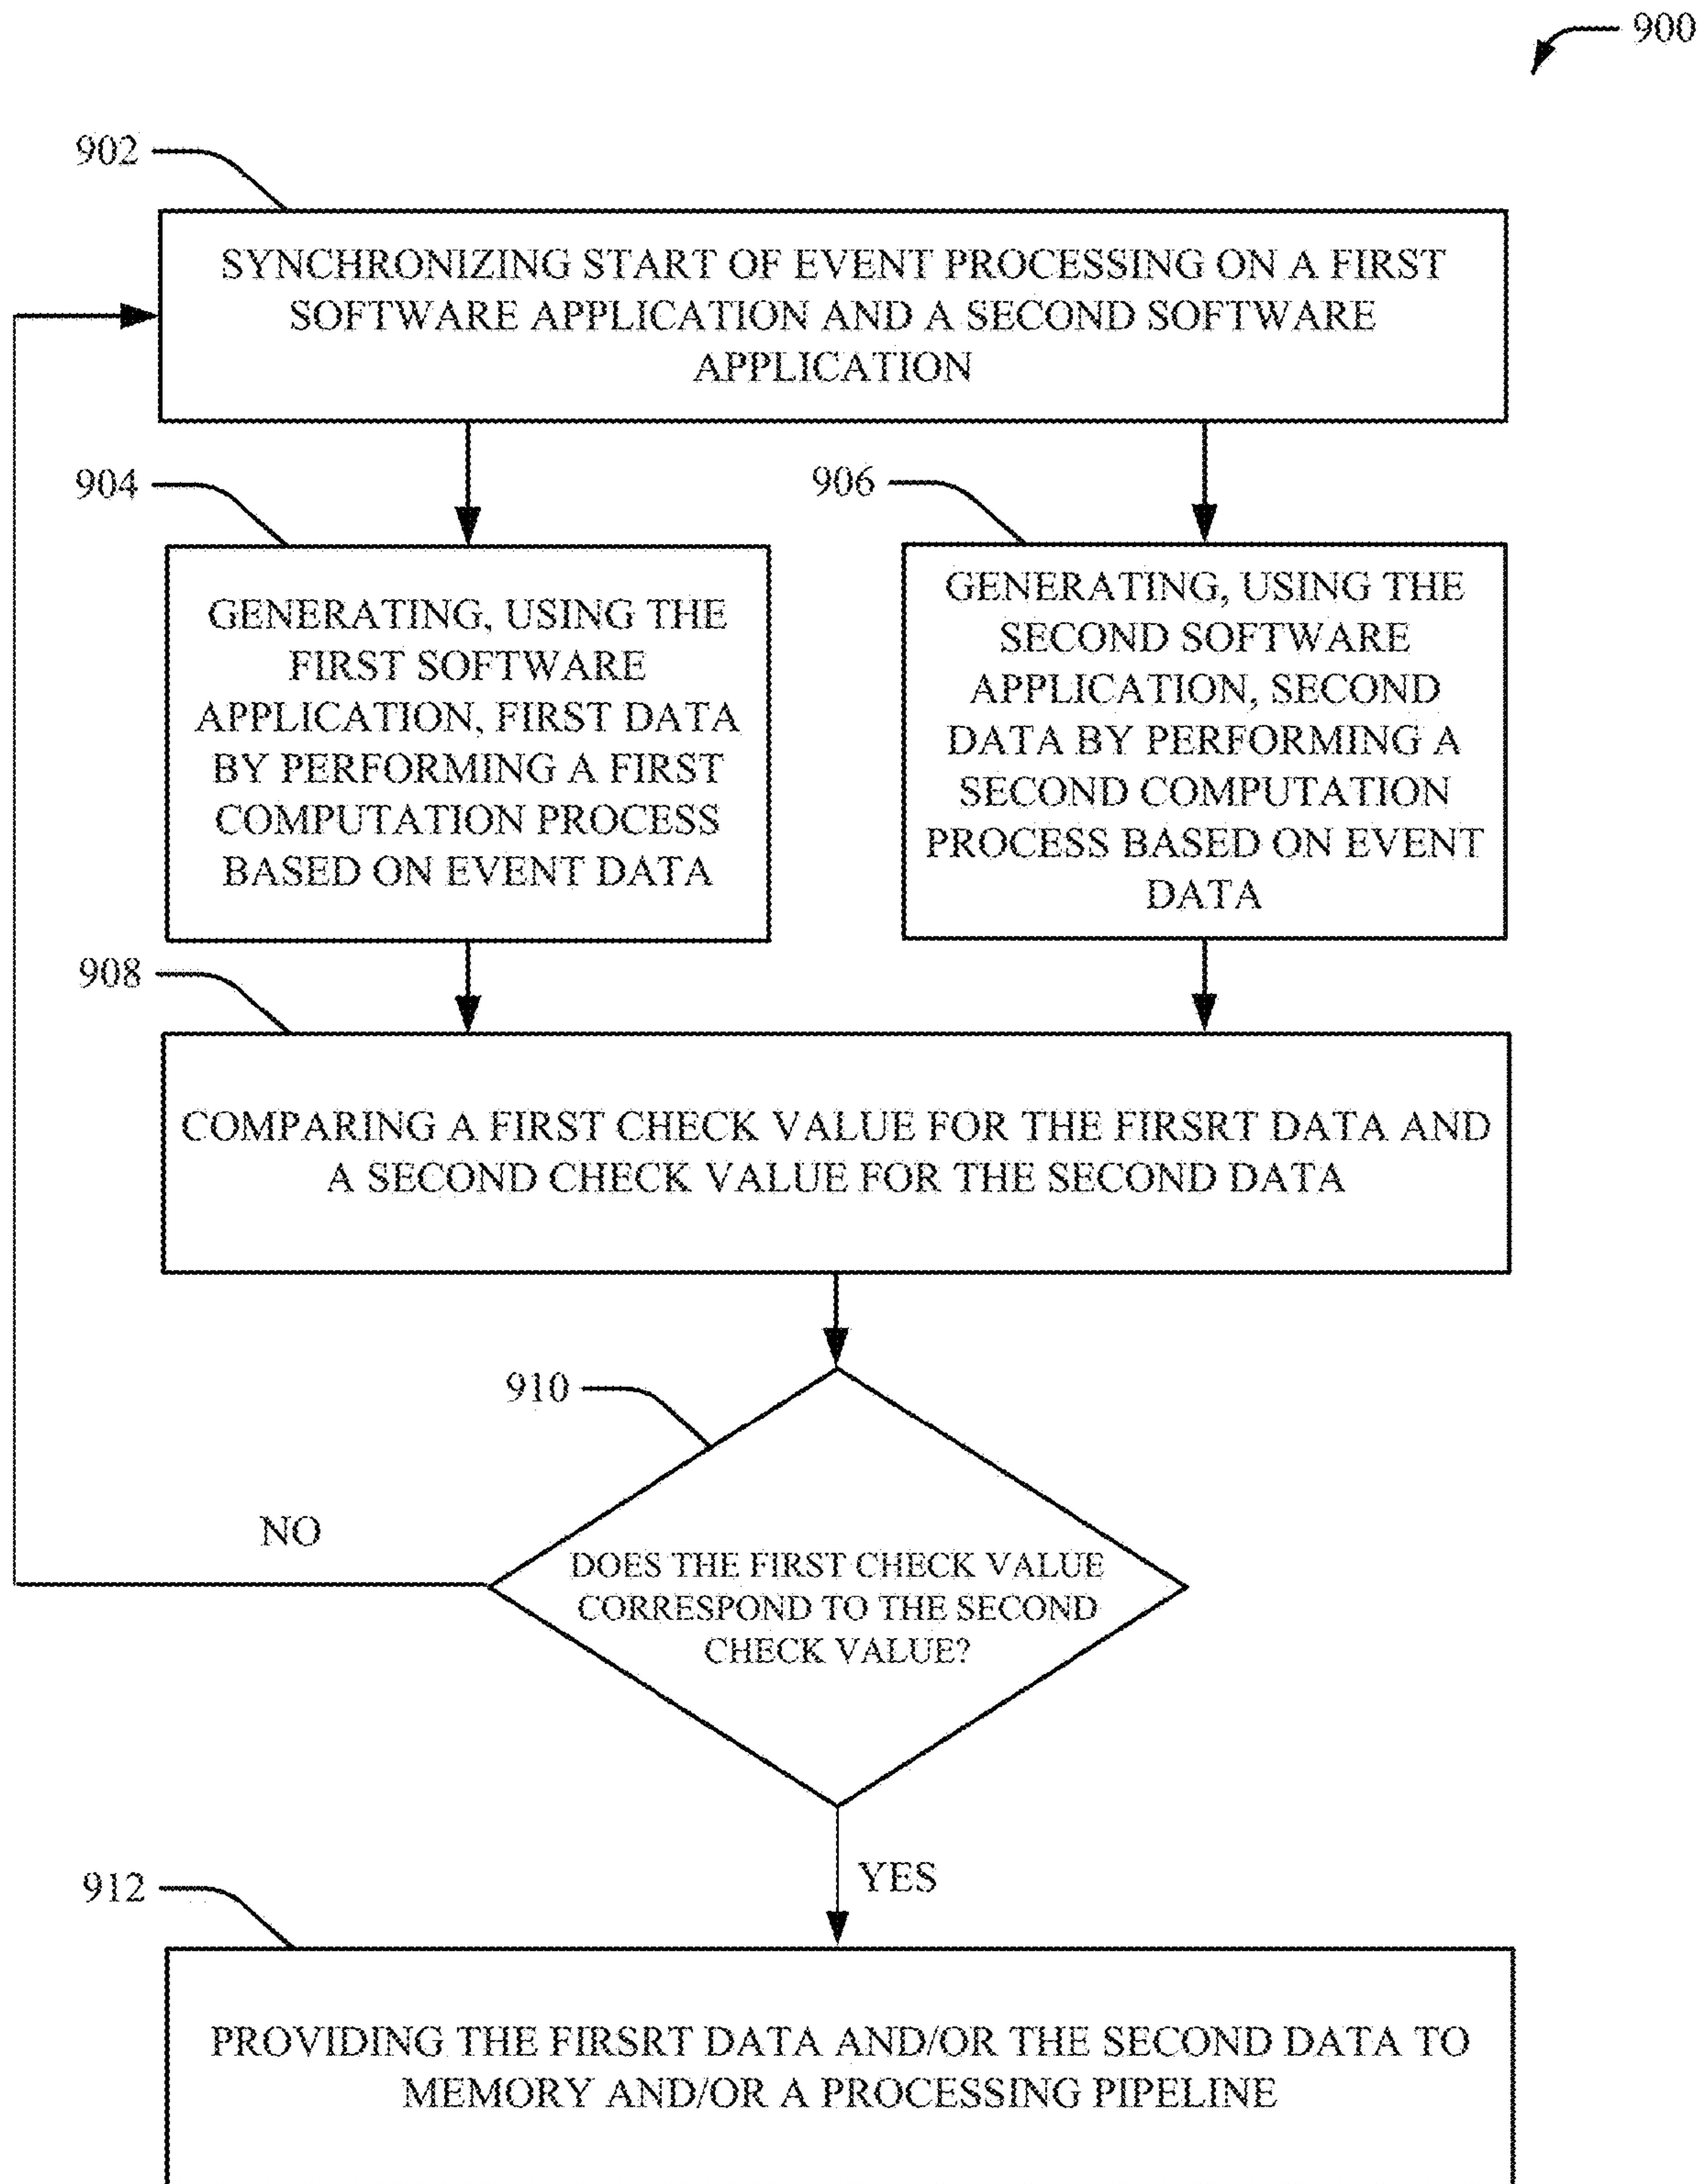 900
902
SYNCHRONIZING START OF EVENT PROCESSING ON A FIRST
SOFTWARE APPLICATION AND A SECOND SOFTWARE
APPLICATION
904
GENERATING, USING THE
FIRST SOFTWARE
APPLICATION, FIRST DATA
BY PERFORMING A FIRST
COMPUTATION PROCESS
BASED ON EVENT DATA
906
GENERATING, USING THE
SECOND SOFTWARE
APPLICATION, SECOND
DATA BY PERFORMING A
SECOND COMPUTATION
PROCESS BASED ON EVENT
DATA
908
COMPARING A FIRST CHECK VALUE FOR THE FIRSRT DATA AND
A SECOND CHECK VALUE FOR THE SECOND DATA
910
NO
DOES THE FIRST CHECK VALUE
CORRESPOND TO THE SECOND
CHECK VALUE?
YES
912
PROVIDING THE FIRSRT DATA AND/OR THE SECOND DATA TO
MEMORY AND/OR A PROCESSING PIPELINE